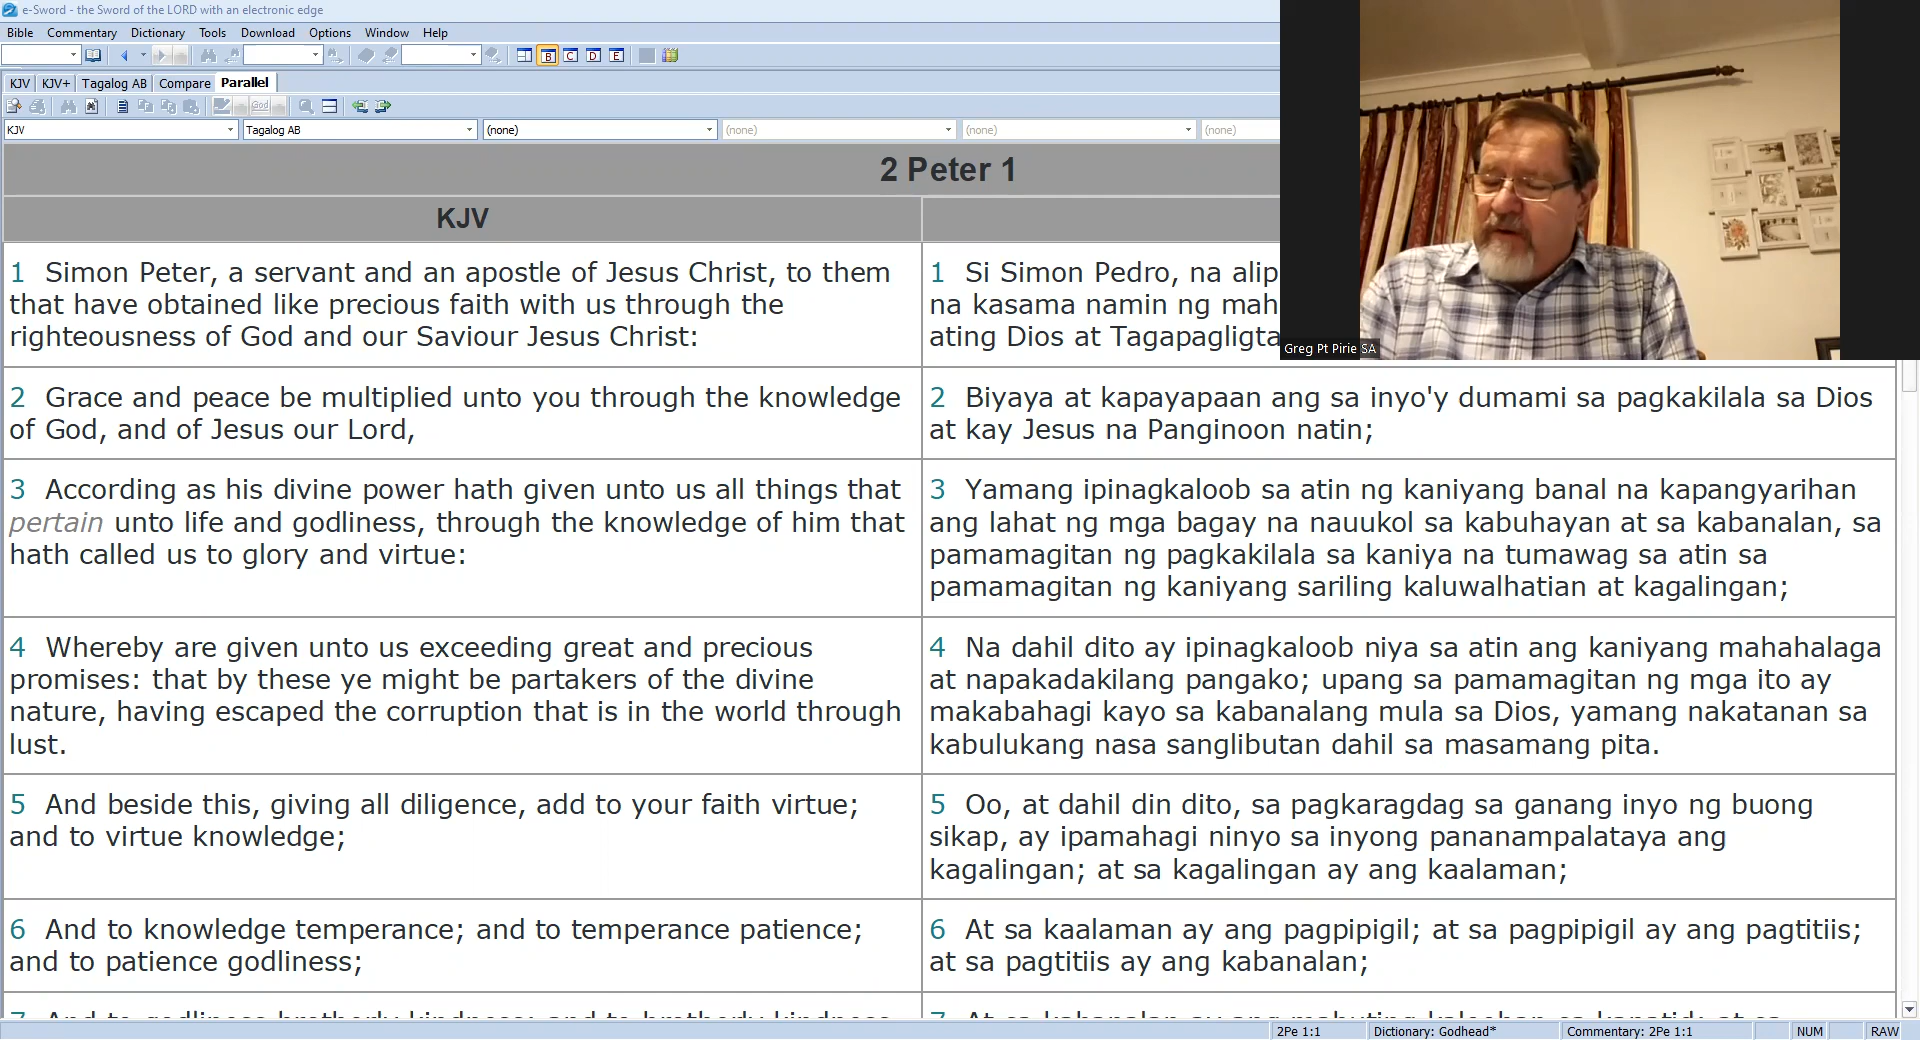 e-Sword - the Sword of the LORD with an electronic edge
Bible Commentary Dictionary Tools Download Options Window Help
B C D E
KJV KJV+ Tagalog AB Compare Parallel
KJV Tagalog AB (none) (none) (none) (none)
2 Peter 1
KJV
1 Simon Peter, a servant and an apostle of Jesus Christ, to them
that have obtained like precious faith with us through the
righteousness of God and our Saviour Jesus Christ:
1 Si Simon Pedro, na alip
na kasama namin ng mah
ating Dios at Tagapagligta
Greg Pt Pirie SA
2 Grace and peace be multiplied unto you through the knowledge
of God, and of Jesus our Lord,
2 Biyaya at kapayapaan ang sa inyo'y dumami sa pagkakilala sa Dios
at kay Jesus na Panginoon natin;
3 According as his divine power hath given unto us all things that
pertain unto life and godliness, through the knowledge of him that
hath called us to glory and virtue:
3 Yamang ipinagkaloob sa atin ng kaniyang banal na kapangyarihan
ang lahat ng mga bagay na nauukol sa kabuhayan at sa kabanalan, sa
pamamagitan ng pagkakilala sa kaniya na tumawag sa atin sa
pamamagitan ng kaniyang sariling kaluwalhatian at kagalingan;
4 Whereby are given unto us exceeding great and precious
promises: that by these ye might be partakers of the divine
nature, having escaped the corruption that is in the world through
lust.
4 Na dahil dito ay ipinagkaloob niya sa atin ang kaniyang mahahalaga
at napakadakilang pangako; upang sa pamamagitan ng mga ito ay
makabahagi kayo sa kabanalang mula sa Dios, yamang nakatanan sa
kabulukang nasa sanglibutan dahil sa masamang pita.
5 And beside this, giving all diligence, add to your faith virtue;
and to virtue knowledge;
5 Oo, at dahil din dito, sa pagkaragdag sa ganang inyo ng buong
sikap, ay ipamahagi ninyo sa inyong pananampalataya ang
kagalingan; at sa kagalingan ay ang kaalaman;
6 And to knowledge temperance; and to temperance patience;
and to patience godliness;
6 At sa kaalaman ay ang pagpipigil; at sa pagpipigil ay ang pagtitiis;
at sa pagtitiis ay ang kabanalan;
7 And to godliness brotherly kindness; and to brotherly kindness
2Pe 1:1 Dictionary: Godhead* Commentary: 2Pe 1:1 NUM RAW